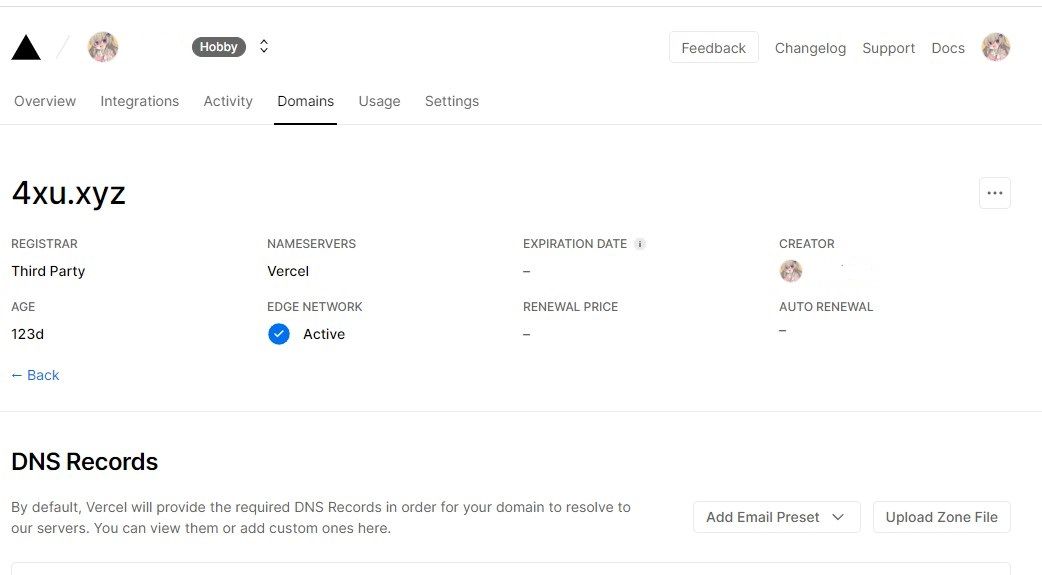 Hobby
Feedback Changelog Support Docs
Overview Integrations Activity Domains Usage Settings
4xu.xyz
REGISTRAR NAMESERVERS EXPIRATION DATE CREATOR
Third Party Vercel –
AGE EDGE NETWORK RENEWAL PRICE AUTO RENEWAL
123d Active – –
← Back
DNS Records
By default, Vercel will provide the required DNS Records in order for your domain to resolve to
our servers. You can view them or add custom ones here.
Add Email Preset Upload Zone File